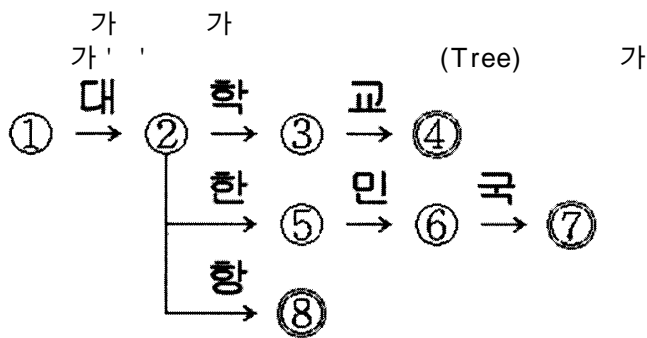 가 가
가 ' ' (Tree) 가
대 학 교
① → ② → ③ → ④
한 민 국
→ ⑤ → ⑥ → ⑦
항
→ ⑧